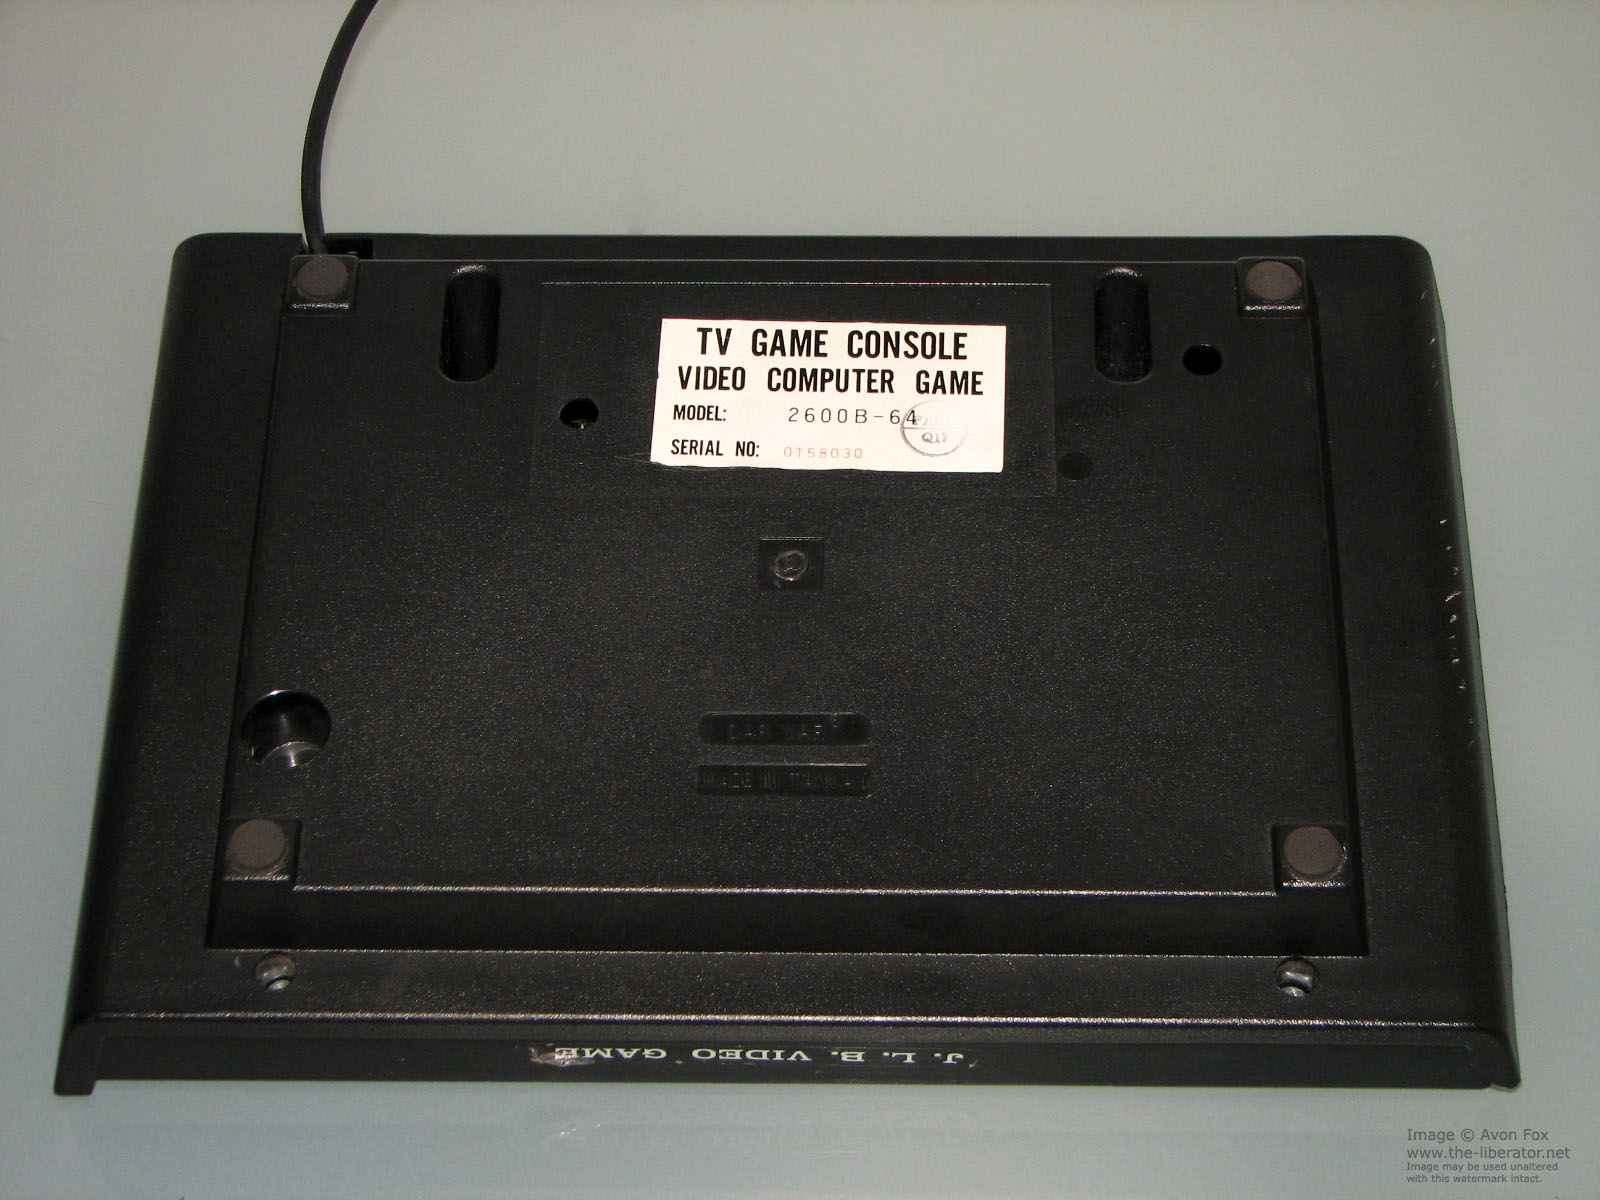 TV GAME CONSOLE
VIDEO COMPUTER GAME
MODEL: 2600B-64
SERIAL NO: 0158030
Q17
MADE IN TAIWAN
J. L. B. VIDEO GAME
Image © Avon Fox
www.the-liberator.net
Image may be used unaltered
with this watermark intact.